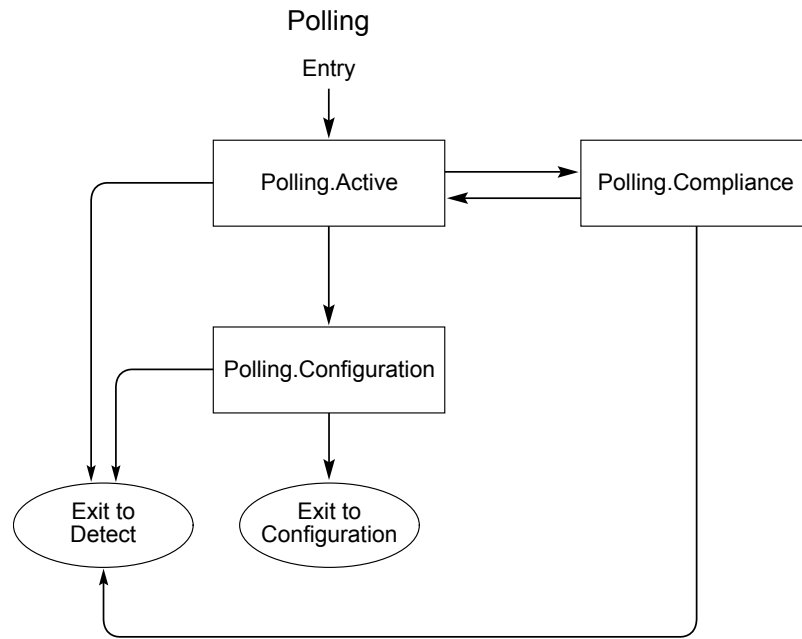 Polling
Entry
Polling.Active
Polling.Compliance
Polling.Configuration
Exit to
Detect
Exit to
Configuration